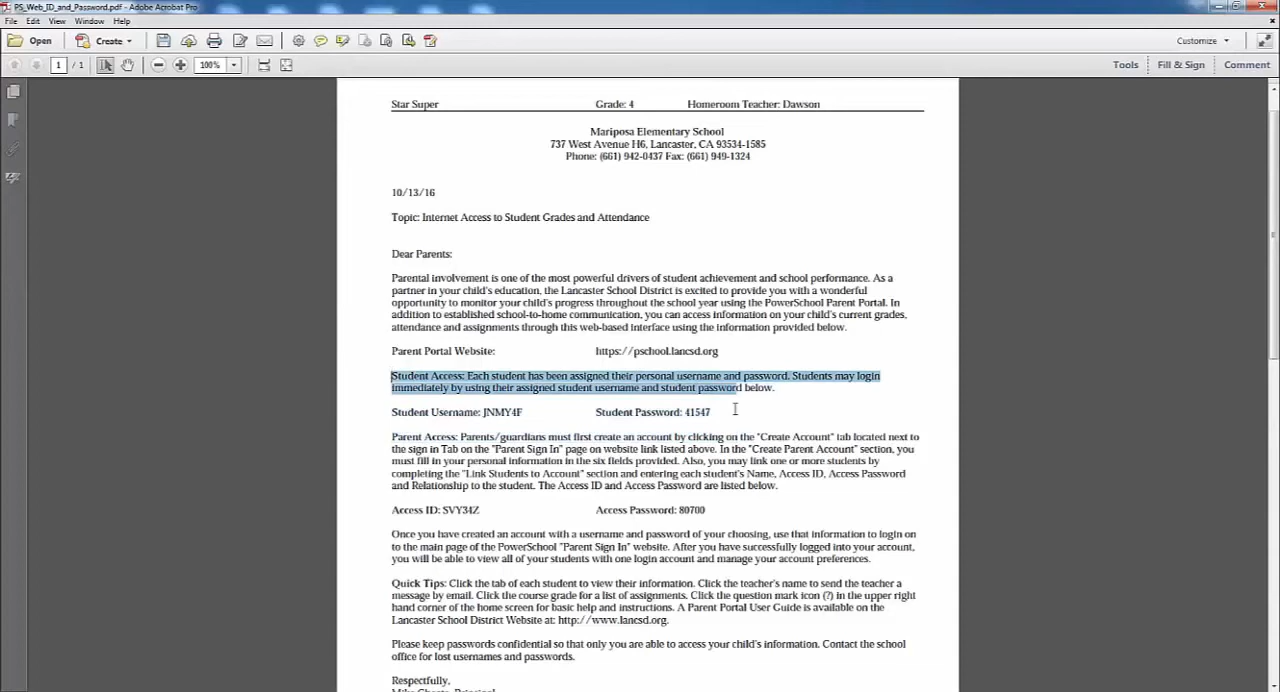 PS_Web_ID_and_Password.pdf - Adobe Acrobat Pro
File Edit View Window Help
Open Create Customize
1 / 1 100% Tools Fill & Sign Comment
Star Super Grade: 4 Homeroom Teacher: Dawson
Mariposa Elementary School
737 West Avenue H6, Lancaster, CA 93534-1585
Phone: (661) 942-0437 Fax: (661) 949-1324
10/13/16
Topic: Internet Access to Student Grades and Attendance
Dear Parents:
Parental involvement is one of the most powerful drivers of student achievement and school performance. As a
partner in your child's education, the Lancaster School District is excited to provide you with a wonderful
opportunity to monitor your child's progress throughout the school year using the PowerSchool Parent Portal. In
addition to established school-to-home communication, you can access information on your child's current grades,
attendance and assignments through this web-based interface using the information provided below.
Parent Portal Website: https://pschool.lancsd.org
Student Access: Each student has been assigned their personal username and password. Students may login
immediately by using their assigned student username and student password below.
Student Username: JNMY4F Student Password: 41547
Parent Access: Parents/guardians must first create an account by clicking on the "Create Account" tab located next to
the sign in Tab on the "Parent Sign In" page on website link listed above. In the "Create Parent Account" section, you
must fill in your personal information in the six fields provided. Also, you may link one or more students by
completing the "Link Students to Account" section and entering each student's Name, Access ID, Access Password
and Relationship to the student. The Access ID and Access Password are listed below.
Access ID: SVY34Z Access Password: 80700
Once you have created an account with a username and password of your choosing, use that information to login on
to the main page of the PowerSchool "Parent Sign In" website. After you have successfully logged into your account,
you will be able to view all of your students with one login account and manage your account preferences.
Quick Tips: Click the tab of each student to view their information. Click the teacher's name to send the teacher a
message by email. Click the course grade for a list of assignments. Click the question mark icon (?) in the upper right
hand corner of the home screen for basic help and instructions. A Parent Portal User Guide is available on the
Lancaster School District Website at: http://www.lancsd.org.
Please keep passwords confidential so that only you are able to access your child's information. Contact the school
office for lost usernames and passwords.
Respectfully,